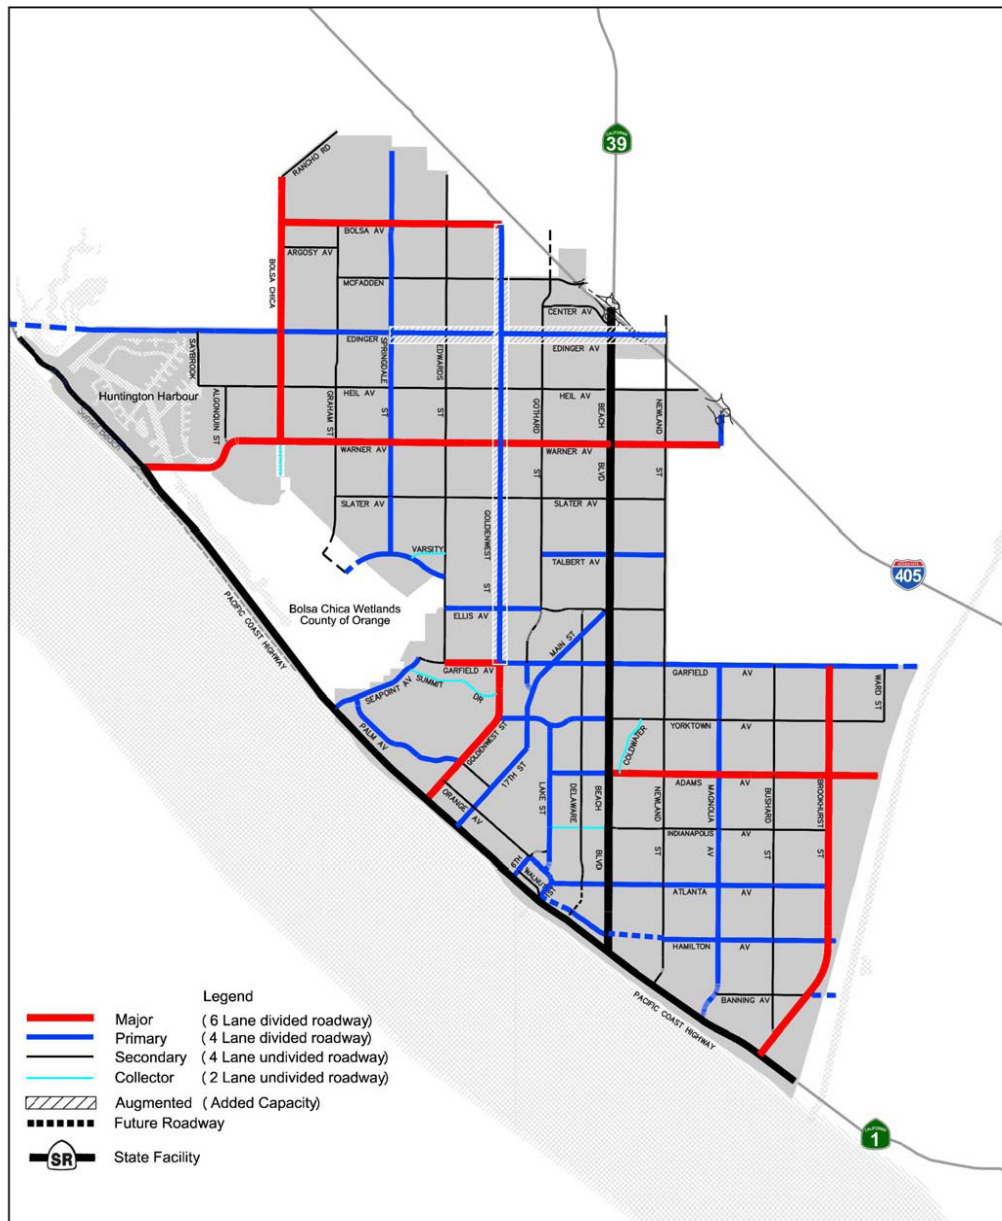 CALIFORNIA
39
RANCHO RD
BOLSA AV
ARGOSY AV
BOLSA CHICA
MCFADDEN
CENTER AV
EDINGER
EDINGER AV
SAYBROOK
SPRINGDALE
ST
EDWARDS
ST
Huntington Harbour
ALGONQUIN ST
GRAHAM ST
HEIL AV
HEIL AV
GOTHARD
ST
BEACH
BLVD
NEWLAND
ST
Sunset Beach
WARNER AV
WARNER AV
SLATER AV
SLATER AV
GOLDENWEST
ST
VARSITY
TALBERT AV
INTERSTATE
405
PACIFIC COAST HIGHWAY
Bolsa Chica Wetlands
County of Orange
ELLIS AV
MAIN ST
GARFIELD AV
GARFIELD
AV
SEAPOINT AV
SUMMIT
DR
WARD ST
PALM AV
GOLDENWEST ST
YORKTOWN
AV
COLDWATER
17TH ST
ORANGE AV
LAKE ST
DELAWARE
BEACH
BLVD
ADAMS
AV
NEWLAND
ST
MAGNOLIA
AV
BUSHARD
ST
BROOKHURST
ST
INDIANAPOLIS
AV
6TH
WALNUT
1ST
ATLANTA
AV
HAMILTON
AV
BANNING AV
PACIFIC COAST HIGHWAY
Legend
Major ( 6 Lane divided roadway)
Primary ( 4 Lane divided roadway)
Secondary ( 4 Lane undivided roadway)
Collector ( 2 Lane undivided roadway)
Augmented ( Added Capacity)
Future Roadway
SR State Facility
CALIFORNIA
1